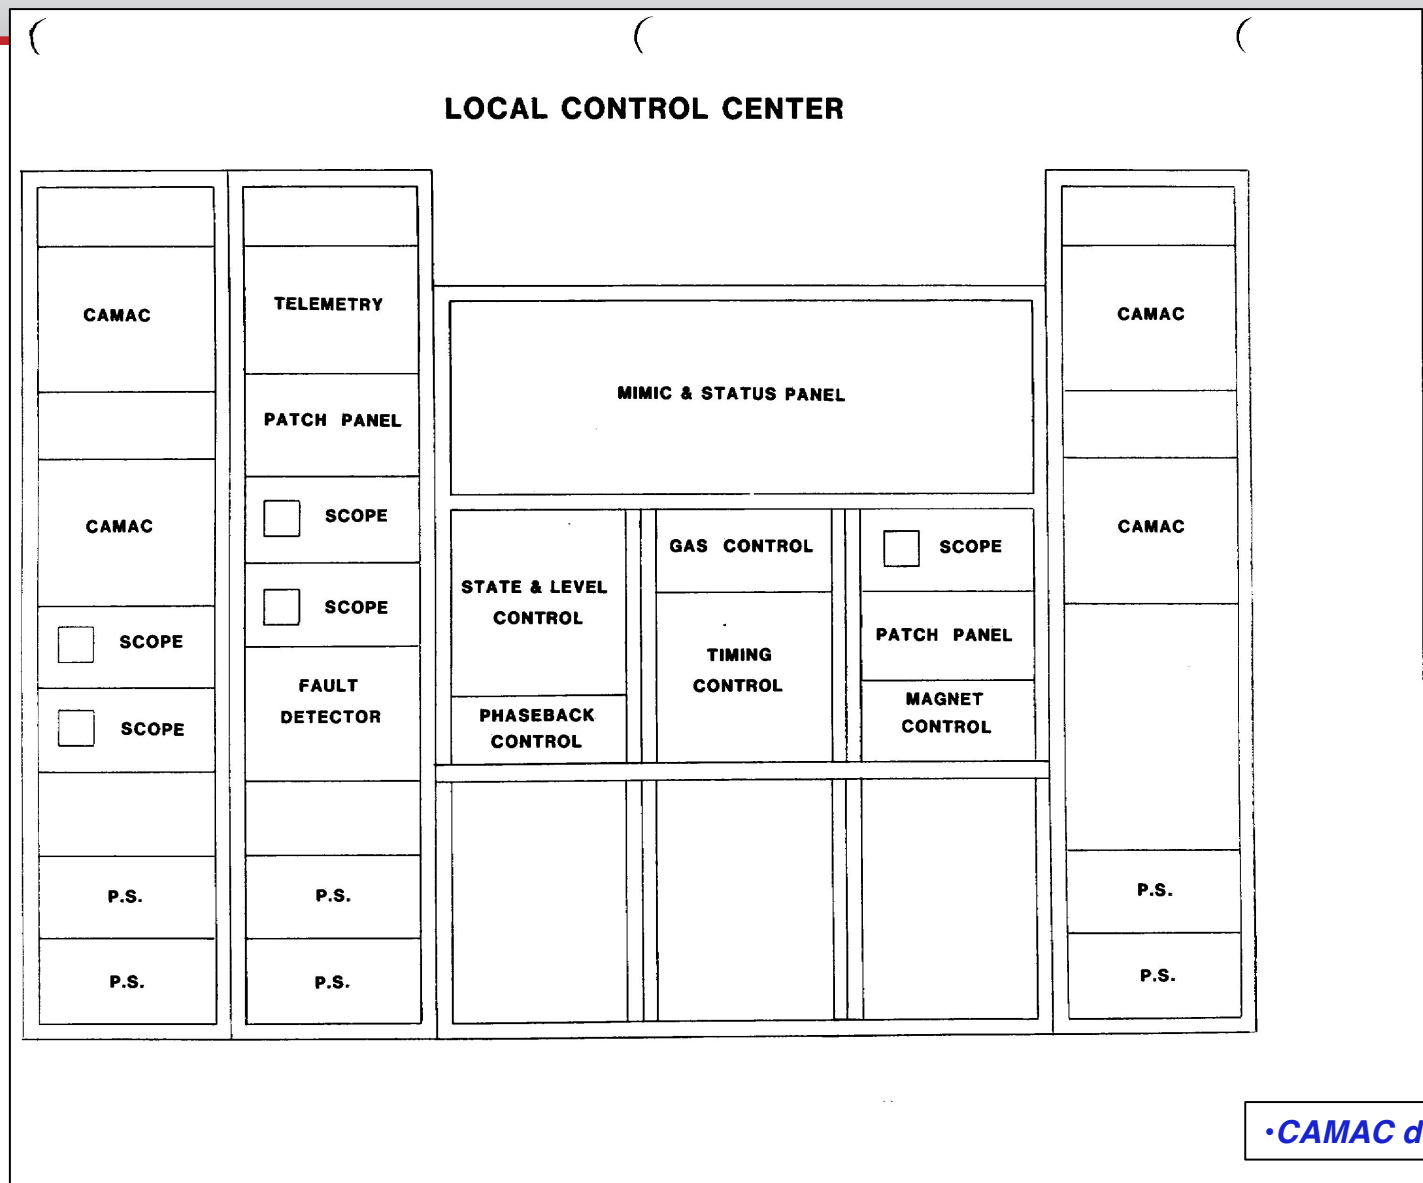 LOCAL CONTROL CENTER
CAMAC
CAMAC
SCOPE
SCOPE
P.S.
P.S.
TELEMETRY
PATCH PANEL
SCOPE
SCOPE
FAULT
DETECTOR
P.S.
P.S.
MIMIC & STATUS PANEL
STATE & LEVEL
CONTROL
PHASEBACK
CONTROL
GAS CONTROL
TIMING
CONTROL
SCOPE
PATCH PANEL
MAGNET
CONTROL
CAMAC
CAMAC
P.S.
P.S.
•CAMAC d